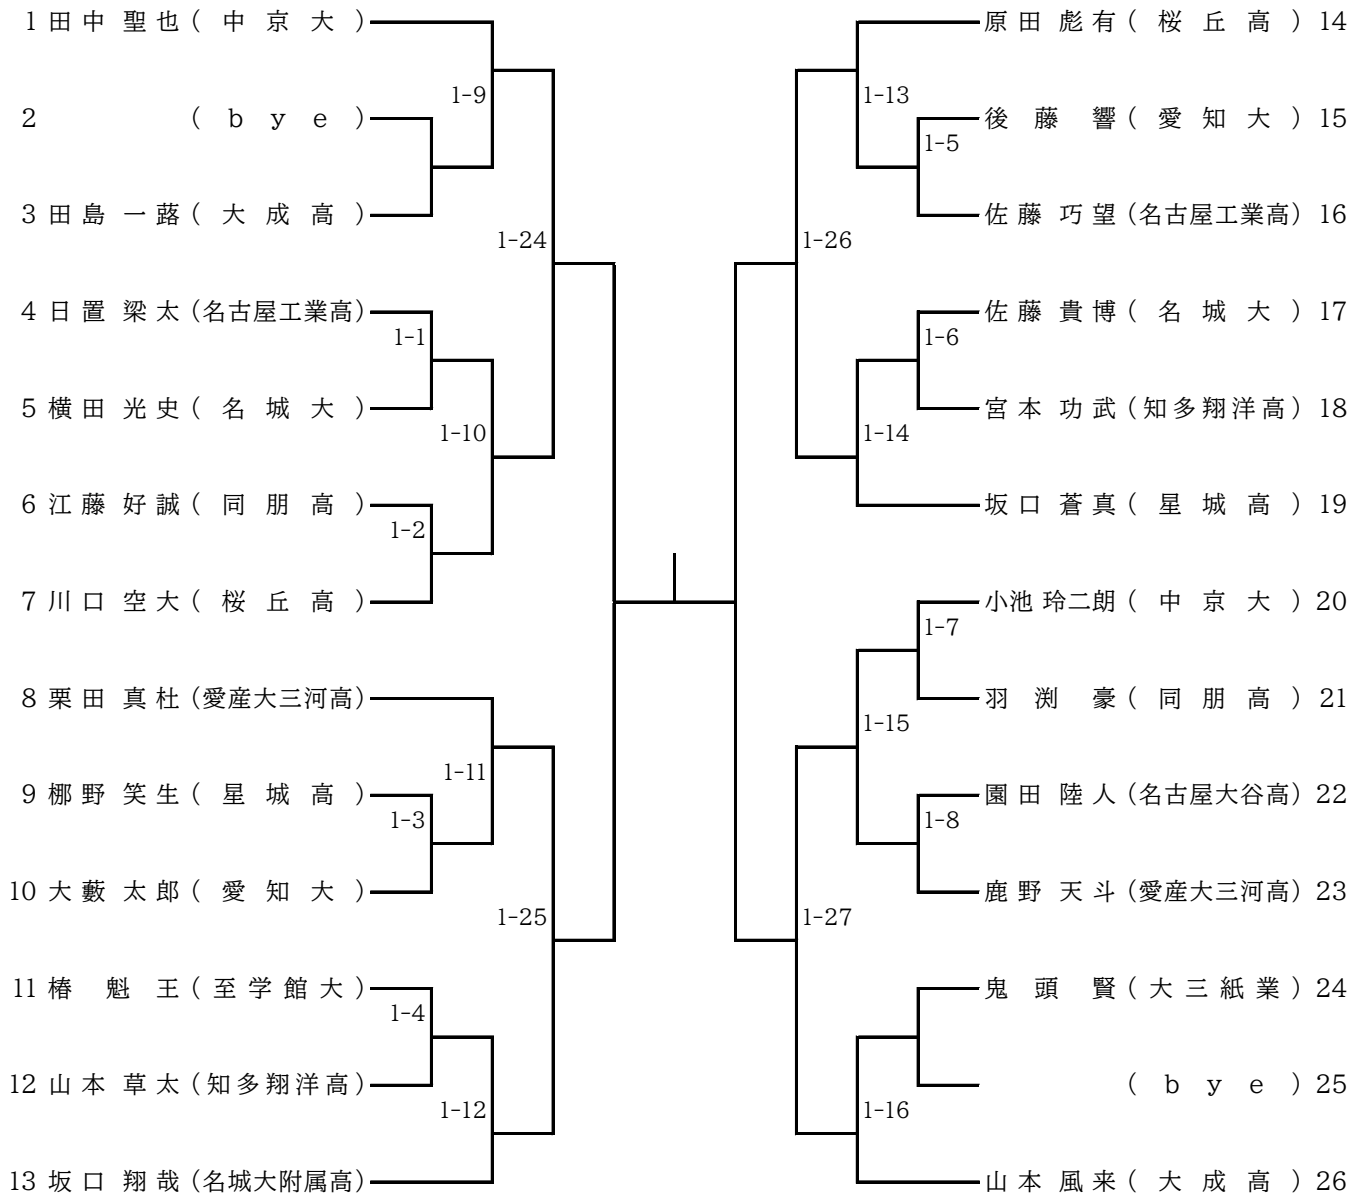 1 田中 聖也 ( 中京大 )
2 ( bye )
3 田島 一蕗 ( 大成高 )
4 日置 梁太 (名古屋工業高)
5 横田 光史 ( 名城大 )
6 江藤 好誠 ( 同朋高 )
7 川口 空大 ( 桜丘高 )
8 栗田 真杜 (愛産大三河高)
9 梛野 笑生 ( 星城高 )
10 大藪 太郎 ( 愛知大 )
11 椿 魁王 ( 至学館大 )
12 山本 草太 (知多翔洋高)
13 坂口 翔哉 (名城大附属高)
1-1
1-2
1-3
1-4
1-9
1-10
1-11
1-12
1-24
1-25
原田 彪有 ( 桜丘高 ) 14
後藤 響 ( 愛知大 ) 15
佐藤 巧望 (名古屋工業高) 16
佐藤 貴博 ( 名城大 ) 17
宮本 功武 (知多翔洋高) 18
坂口 蒼真 ( 星城高 ) 19
小池 玲二朗 ( 中京大 ) 20
羽渕 豪 ( 同朋高 ) 21
園田 陸人 (名古屋大谷高) 22
鹿野 天斗 (愛産大三河高) 23
鬼頭 賢 ( 大三紙業 ) 24
( bye ) 25
山本 風来 ( 大成高 ) 26
1-5
1-6
1-7
1-8
1-13
1-14
1-15
1-16
1-26
1-27